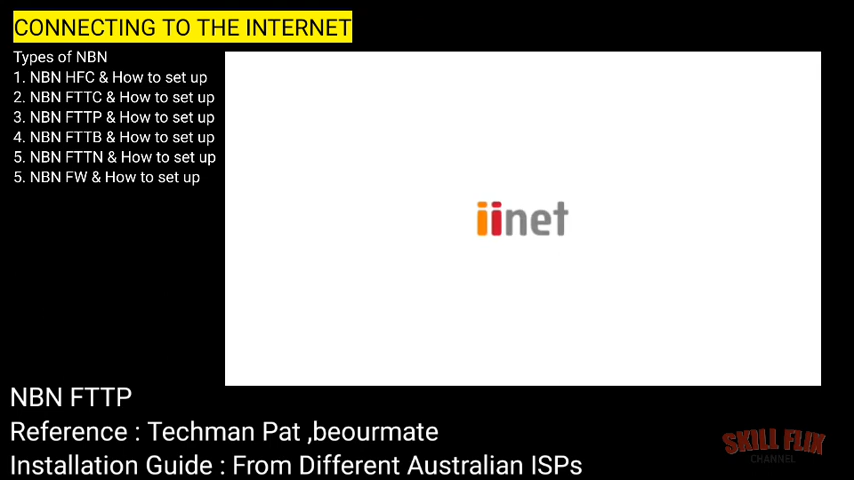 CONNECTING TO THE INTERNET
Types of NBN
1. NBN HFC & How to set up
2. NBN FTTC & How to set up
3. NBN FTTP & How to set up
4. NBN FTTB & How to set up
5. NBN FTTN & How to set up
5. NBN FW & How to set up
iinet
NBN FTTP
Reference : Techman Pat ,beourmate
Installation Guide : From Different Australian ISPs
SKILL FLIX
CHANNEL